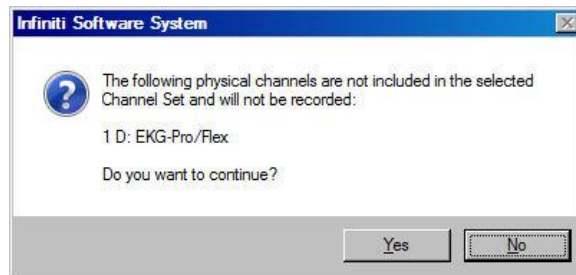 Infiniti Software System
The following physical channels are not included in the selected
Channel Set and will not be recorded:
1 D: EKG-Pro/Flex
Do you want to continue?
Yes
No